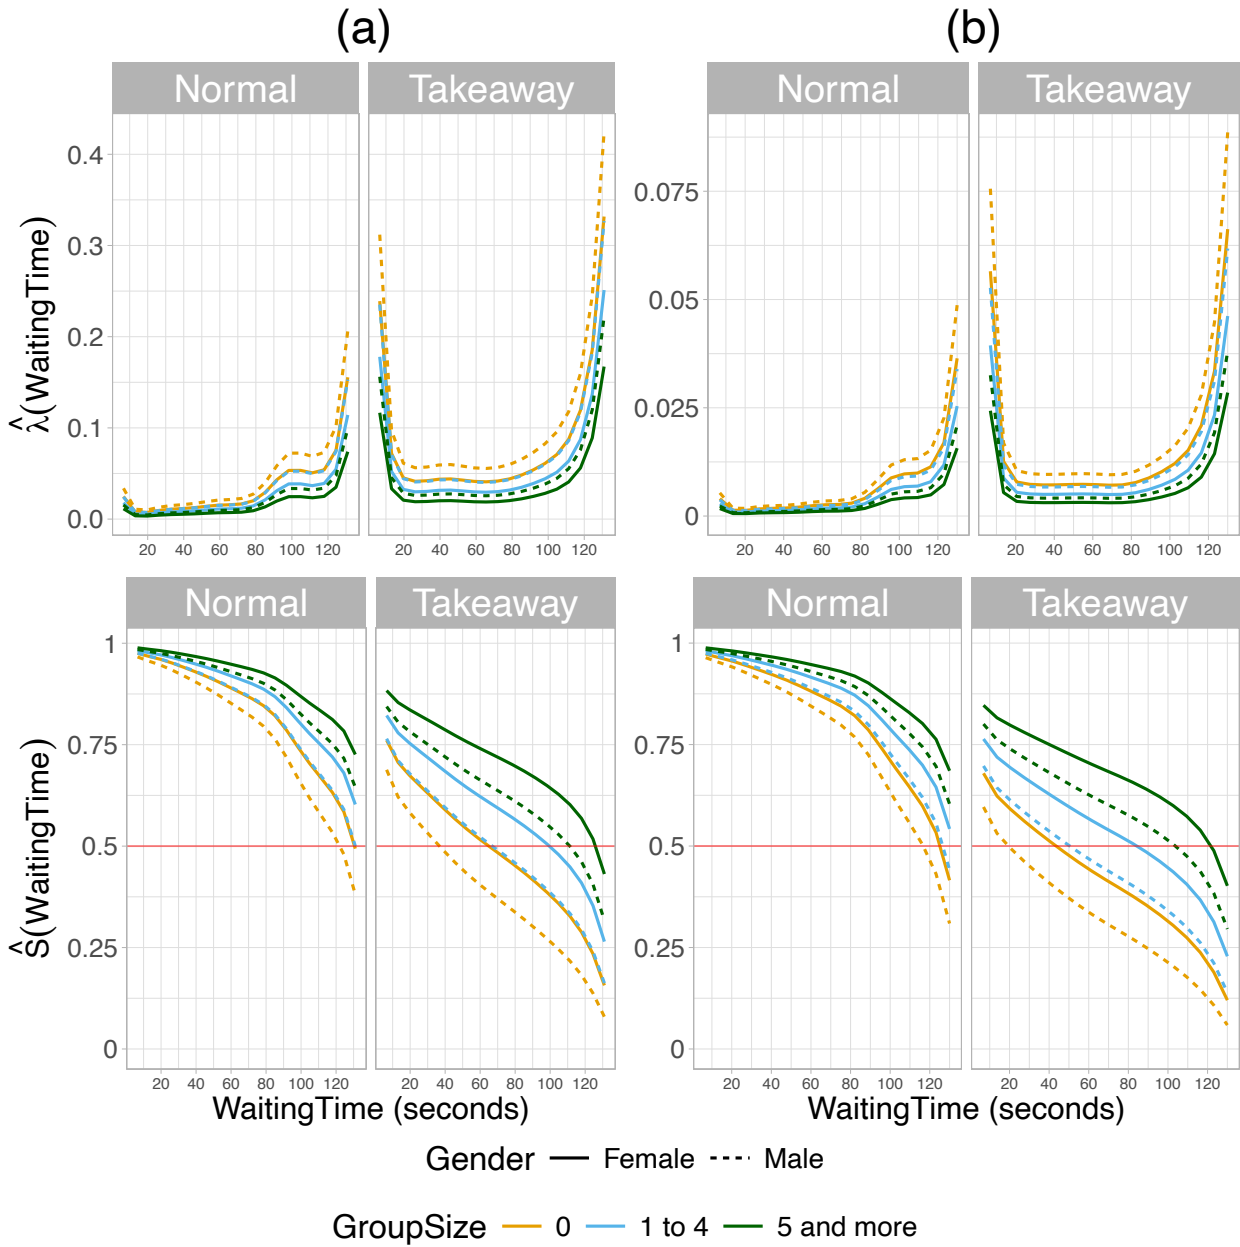 (a) (b)
Normal Takeaway Normal Takeaway
λ̂(WaitingTime)
0.4
0.3
0.2
0.1
0.0
0.075
0.05
0.025
0
20 40 60 80 100 120 20 40 60 80 100 120 20 40 60 80 100 120 20 40 60 80 100 120
Normal Takeaway Normal Takeaway
Ŝ(WaitingTime)
1
0.75
0.5
0.25
0
1
0.75
0.5
0.25
0
20 40 60 80 100 120 20 40 60 80 100 120 20 40 60 80 100 120 20 40 60 80 100 120
WaitingTime (seconds) WaitingTime (seconds)
Gender Female Male
GroupSize 0 1 to 4 5 and more